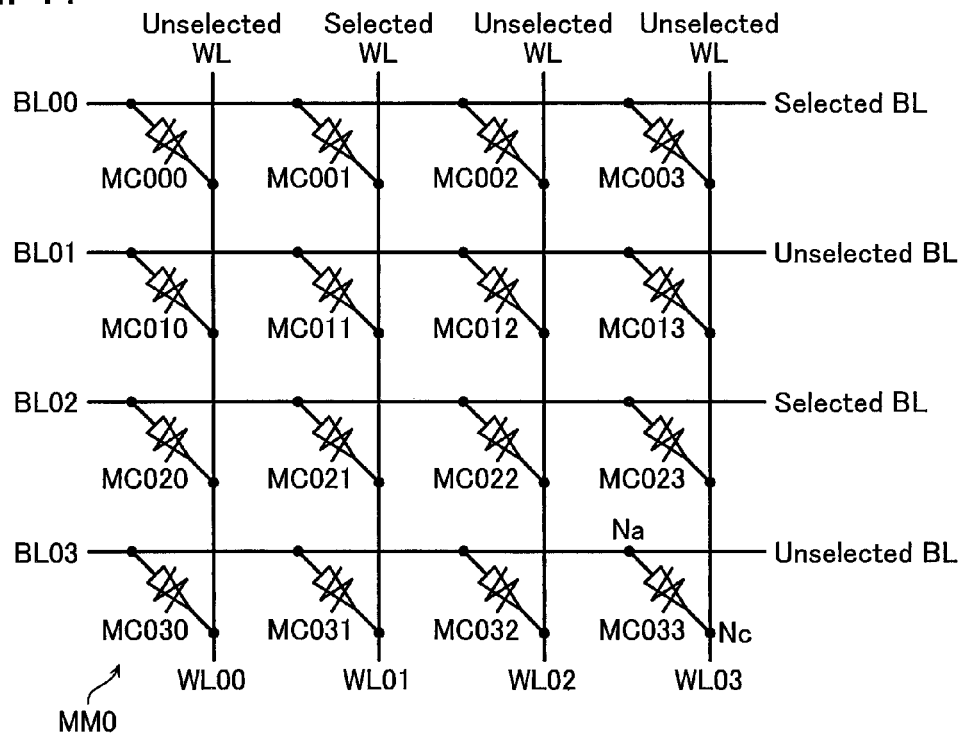 Unselected Selected Unselected Unselected
WL WL WL WL
BL00 Selected BL
MC000 MC001 MC002 MC003
BL01 Unselected BL
MC010 MC011 MC012 MC013
BL02 Selected BL
MC020 MC021 MC022 MC023
Na
BL03 Unselected BL
MC030 MC031 MC032 MC033 Nc
WL00 WL01 WL02 WL03
MM0